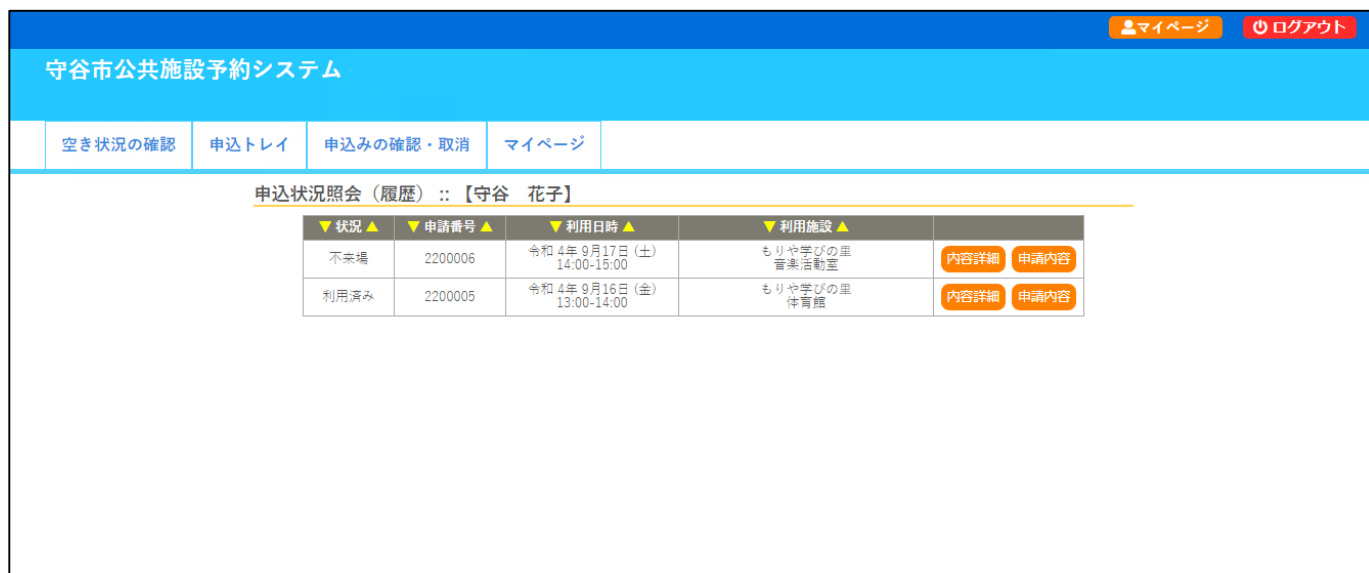 マイページ ログアウト
守谷市公共施設予約システム
空き状況の確認 申込トレイ 申込みの確認・取消 マイページ
申込状況照会（履歴）::【守谷　花子】
▼状況▲ ▼申請番号▲ ▼利用日時▲ ▼利用施設▲
不来場 2200006 令和 4年 9月17日 (土) もりや学びの里 内容詳細 申請内容
14:00-15:00 音楽活動室
利用済み 2200005 令和 4年 9月16日 (金) もりや学びの里 内容詳細 申請内容
13:00-14:00 体育館